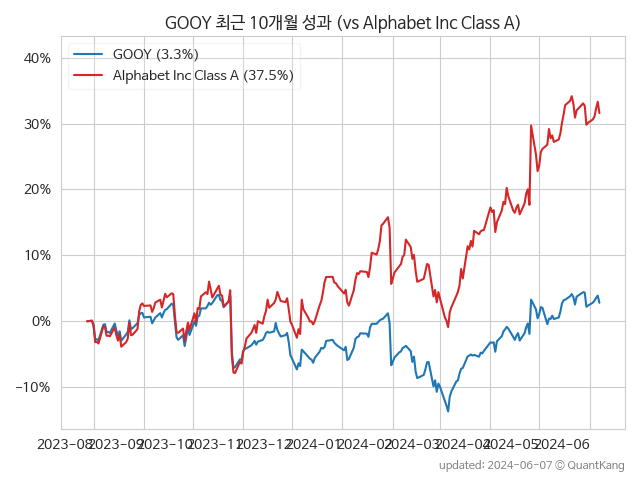 GOOY 최근 10개월 성과 (vs Alphabet Inc Class A)
GOOY (3.3%)
Alphabet Inc Class A (37.5%)
40%
30%
20%
10%
0%
−10%
2023-08 2023-09 2023-10 2023-11 2023-12 2024-01 2024-02 2024-03 2024-04 2024-05 2024-06
updated: 2024-06-07 © QuantKang